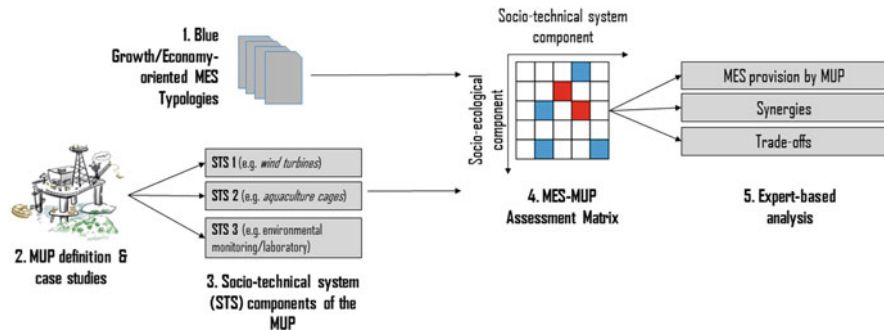 1. Blue
Growth/Economy-
oriented MES
Typologies
Socio-technical system
component
Socio-ecological
component
MES provision by MUP
Synergies
Trade-offs
STS 1 (e.g. wind turbines)
STS 2 (e.g. aquaculture cages)
STS 3 (e.g. environmental
monitoring/laboratory)
2. MUP definition &
case studies
3. Socio-technical system
(STS) components of the
MUP
4. MES-MUP
Assessment Matrix
5. Expert-based
analysis